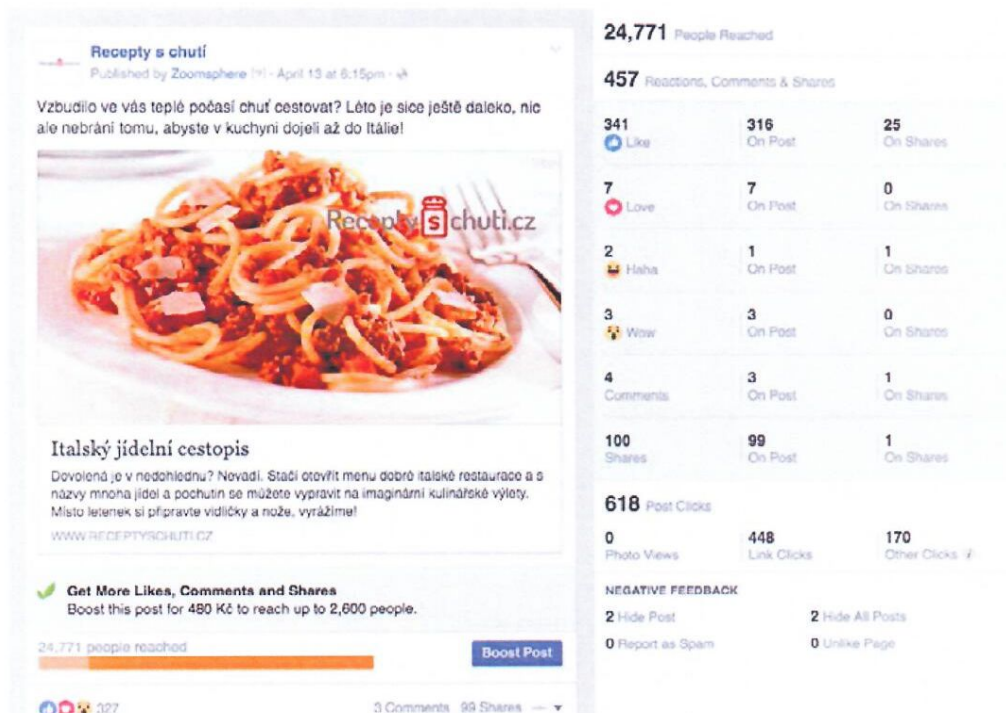 Recepty s chutí
Published by Zoomsphere [?] · April 13 at 6:15pm ·
Vzbudilo ve vás teplé počasí chuť cestovat? Léto je sice ještě daleko, nic
ale nebrání tomu, abyste v kuchyni dojeli až do Itálie!
Recepty s chuti.cz
Italský jídelní cestopis
Dovolená je v nedohlednu? Nevadí. Stačí otevřít menu dobré italské restaurace a s
názvy mnoha jídel a pochutin se můžete vypravit na imaginární kulinářské výlety.
Místo letenek si připravte vidličky a nože, vyrážíme!
WWW.RECEPTYSCHUTI.CZ
Get More Likes, Comments and Shares
Boost this post for 480 Kč to reach up to 2,600 people.
24,771 people reached
Boost Post
327
3 Comments 99 Shares
24,771 People Reached
457 Reactions, Comments & Shares
341 316 25
Like On Post On Shares
7 7 0
Love On Post On Shares
2 1 1
Haha On Post On Shares
3 3 0
Wow On Post On Shares
4 3 1
Comments On Post On Shares
100 99 1
Shares On Post On Shares
618 Post Clicks
0 448 170
Photo Views Link Clicks Other Clicks i
NEGATIVE FEEDBACK
2 Hide Post 2 Hide All Posts
0 Report as Spam 0 Unlike Page